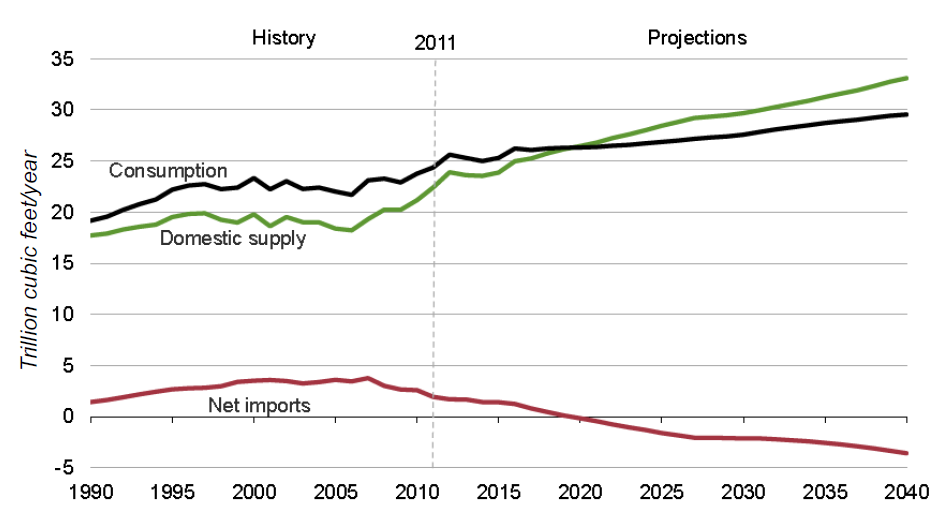 History
2011
Projections
Trillion cubic feet/year
35
30
25
20
15
10
5
0
-5
Consumption
Domestic supply
Net imports
1990 1995 2000 2005 2010 2015 2020 2025 2030 2035 2040